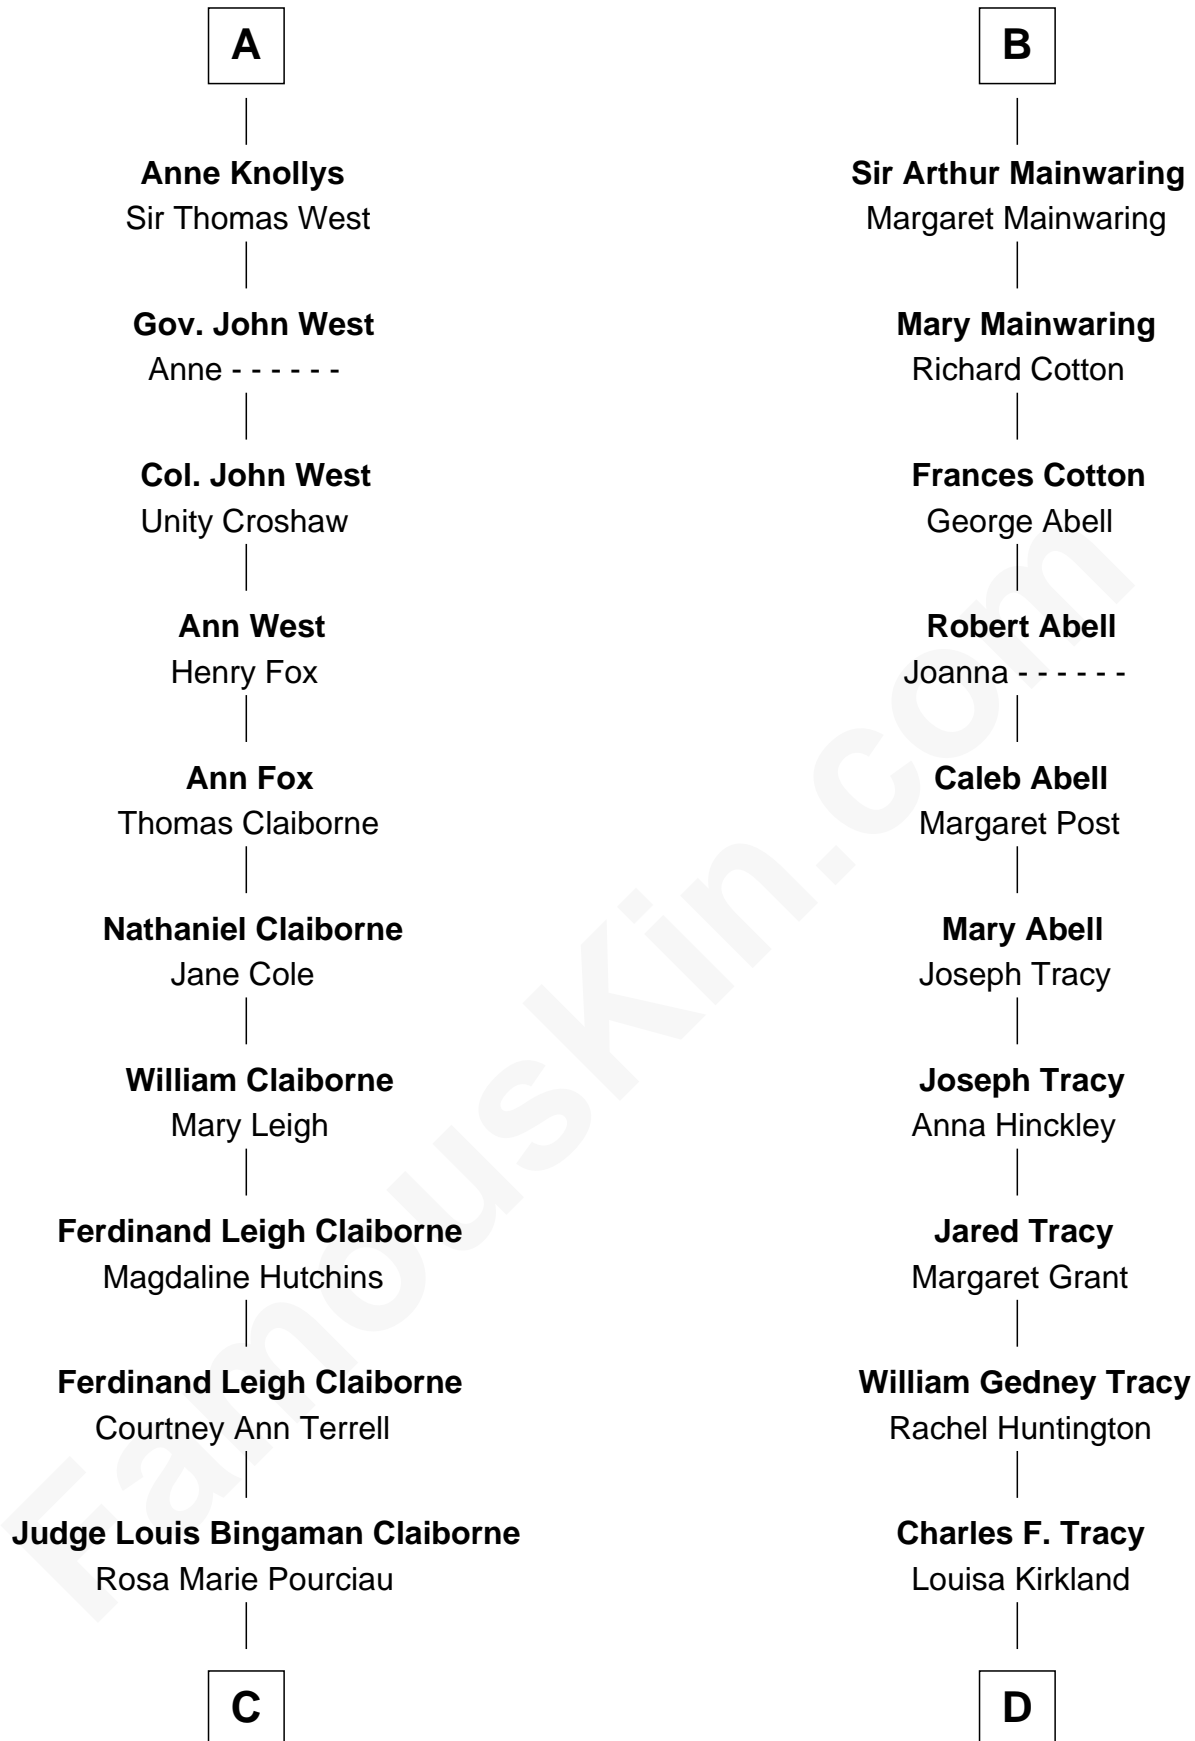 A
Anne Knollys
Sir Thomas West
Gov. John West
Anne - - - - - -
Col. John West
Unity Croshaw
Ann West
Henry Fox
Ann Fox
Thomas Claiborne
Nathaniel Claiborne
Jane Cole
William Claiborne
Mary Leigh
Ferdinand Leigh Claiborne
Magdaline Hutchins
Ferdinand Leigh Claiborne
Courtney Ann Terrell
Judge Louis Bingaman Claiborne
Rosa Marie Pourciau
C
B
Sir Arthur Mainwaring
Margaret Mainwaring
Mary Mainwaring
Richard Cotton
Frances Cotton
George Abell
Robert Abell
Joanna - - - - - -
Caleb Abell
Margaret Post
Mary Abell
Joseph Tracy
Joseph Tracy
Anna Hinckley
Jared Tracy
Margaret Grant
William Gedney Tracy
Rachel Huntington
Charles F. Tracy
Louisa Kirkland
D
FamousKin.com